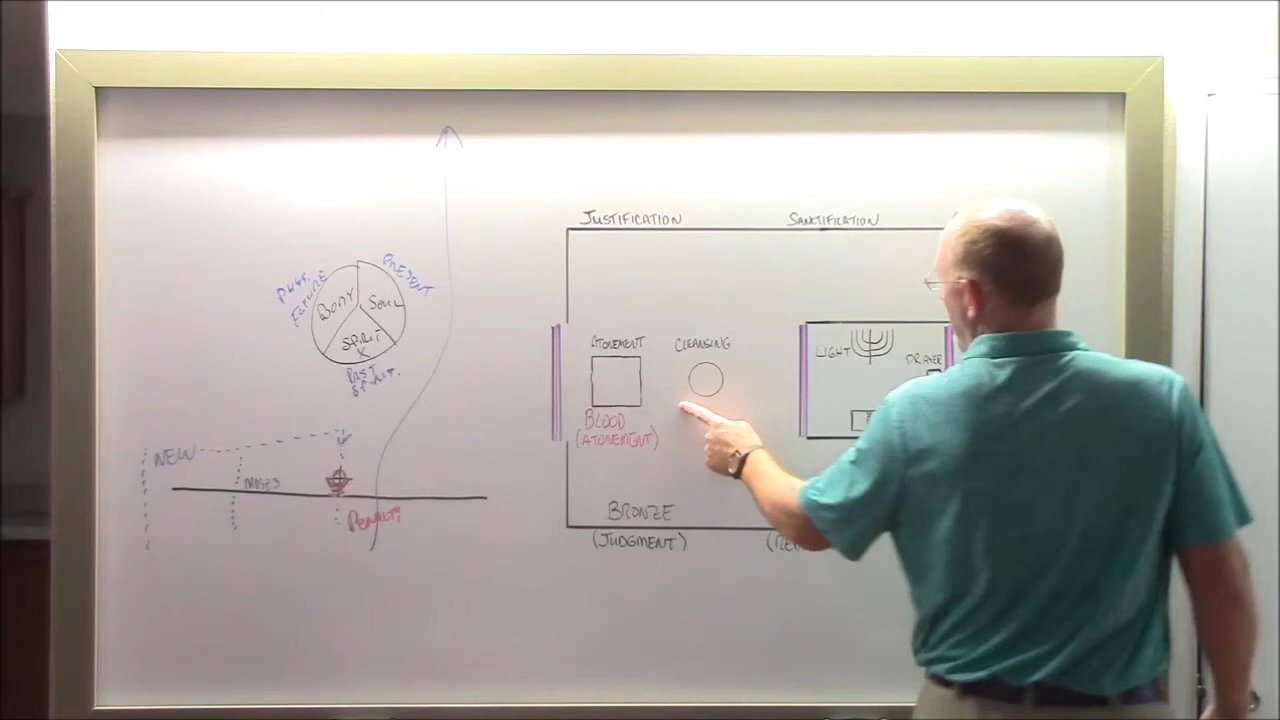 PHYS.
FUTURE
PRESENT
BODY
SOUL
SPIRIT
X
PAST
NEW
MOSES
PENALTY
JUSTIFICATION
SANCTIFICATION
ATONEMENT
CLEANSING
LIGHT
PRAYER
BLOOD
(ATONEMENT)
BRONZE
(JUDGMENT)